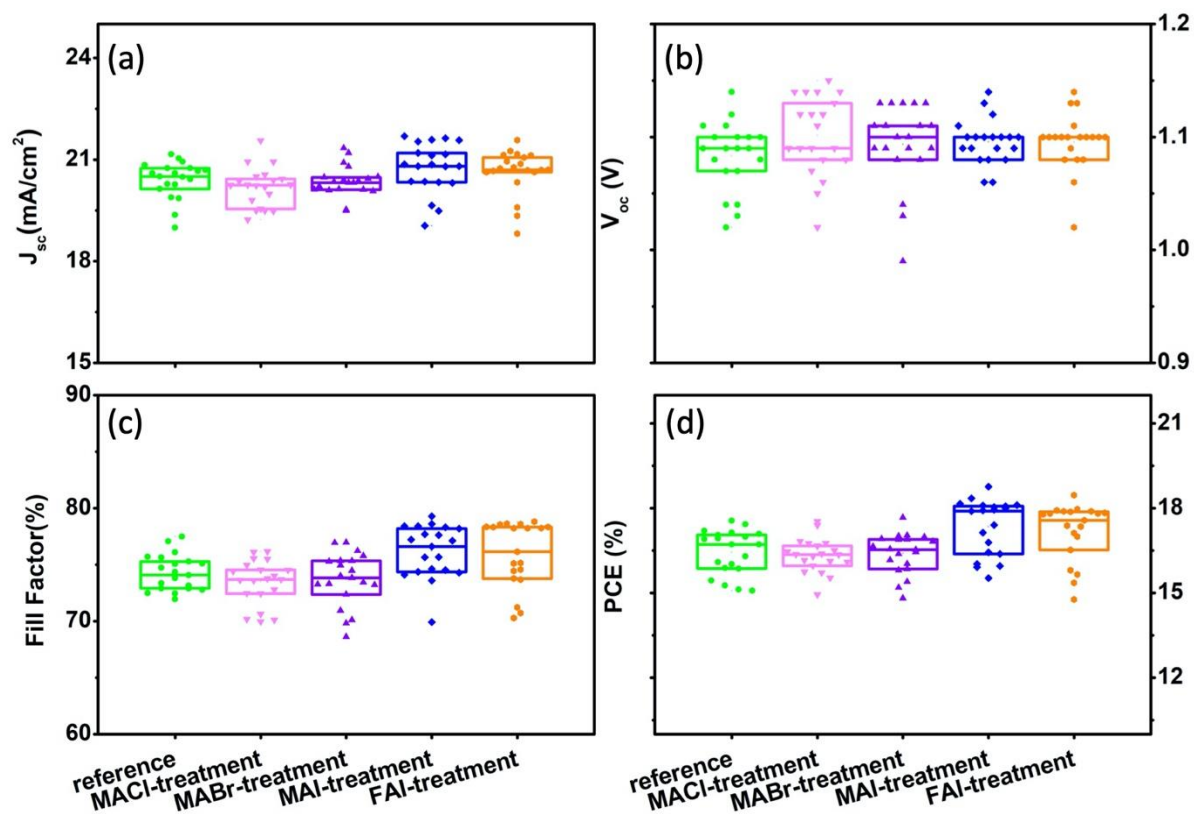 (a)
24
21
18
15
Jsc(mA/cm2)
(b)
1.2
1.1
1.0
0.9
Voc (V)
(c)
90
80
70
60
Fill Factor(%)
reference
MACl-treatment
MABr-treatment
MAI-treatment
FAI-treatment
(d)
21
18
15
12
PCE (%)
reference
MACl-treatment
MABr-treatment
MAI-treatment
FAI-treatment